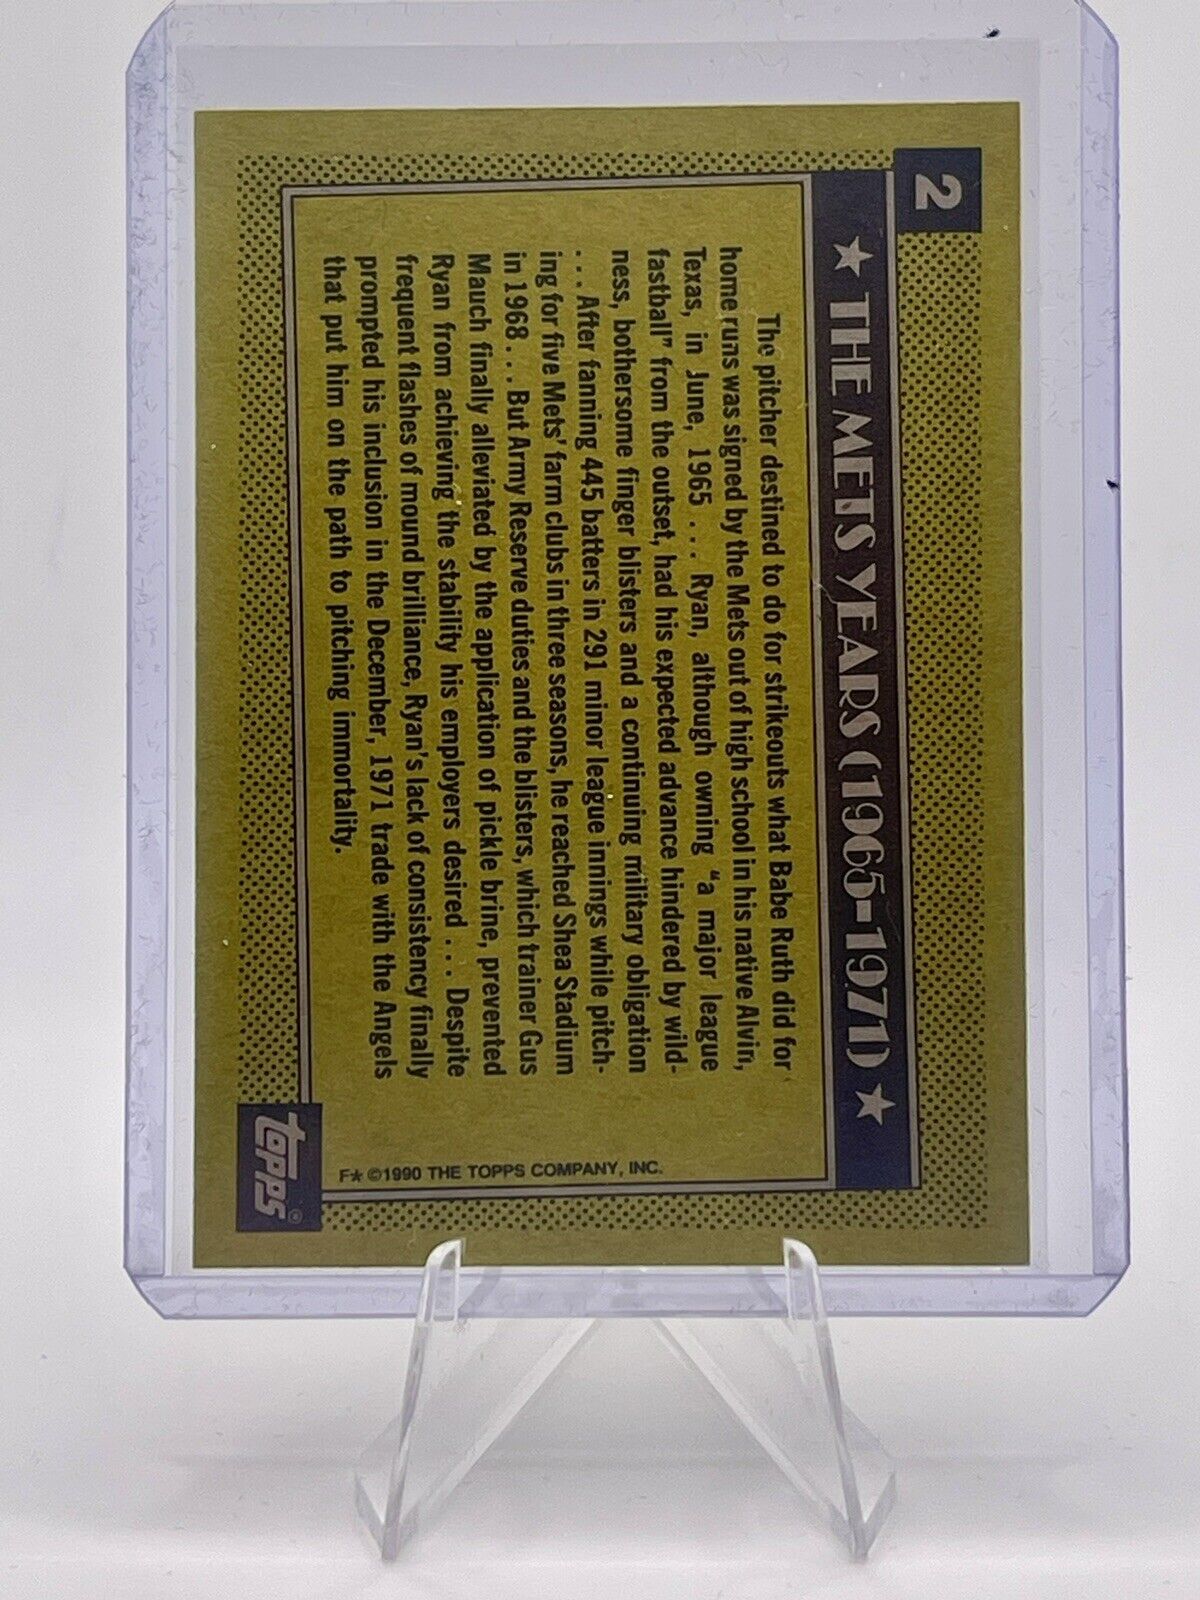 2
★ THE METS YEARS (1965-1971) ★
The pitcher destined to do for strikeouts what Babe Ruth did for
home runs was signed by the Mets out of high school in his native Alvin,
Texas, in June, 1965 . . . Ryan, although owning "a major league
fastball" from the outset, had his expected advance hindered by wild-
ness, bothersome finger blisters and a continuing military obligation
. . . After fanning 445 batters in 291 minor league innings while pitch-
ing for five Mets' farm clubs in three seasons, he reached Shea Stadium
in 1968 . . . But Army Reserve duties and the blisters, which trainer Gus
Mauch finally alleviated by the application of pickle brine, prevented
Ryan from achieving the stability his employers desired . . . Despite
frequent flashes of mound brilliance, Ryan's lack of consistency finally
prompted his inclusion in the December, 1971 trade with the Angels
that put him on the path to pitching immortality.
F★ ©1990 THE TOPPS COMPANY, INC.
topps®